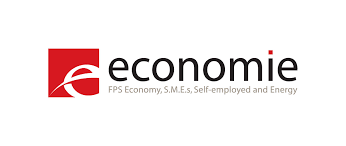 economie
FPS Economy, S.M.E.s, Self-employed and Energy